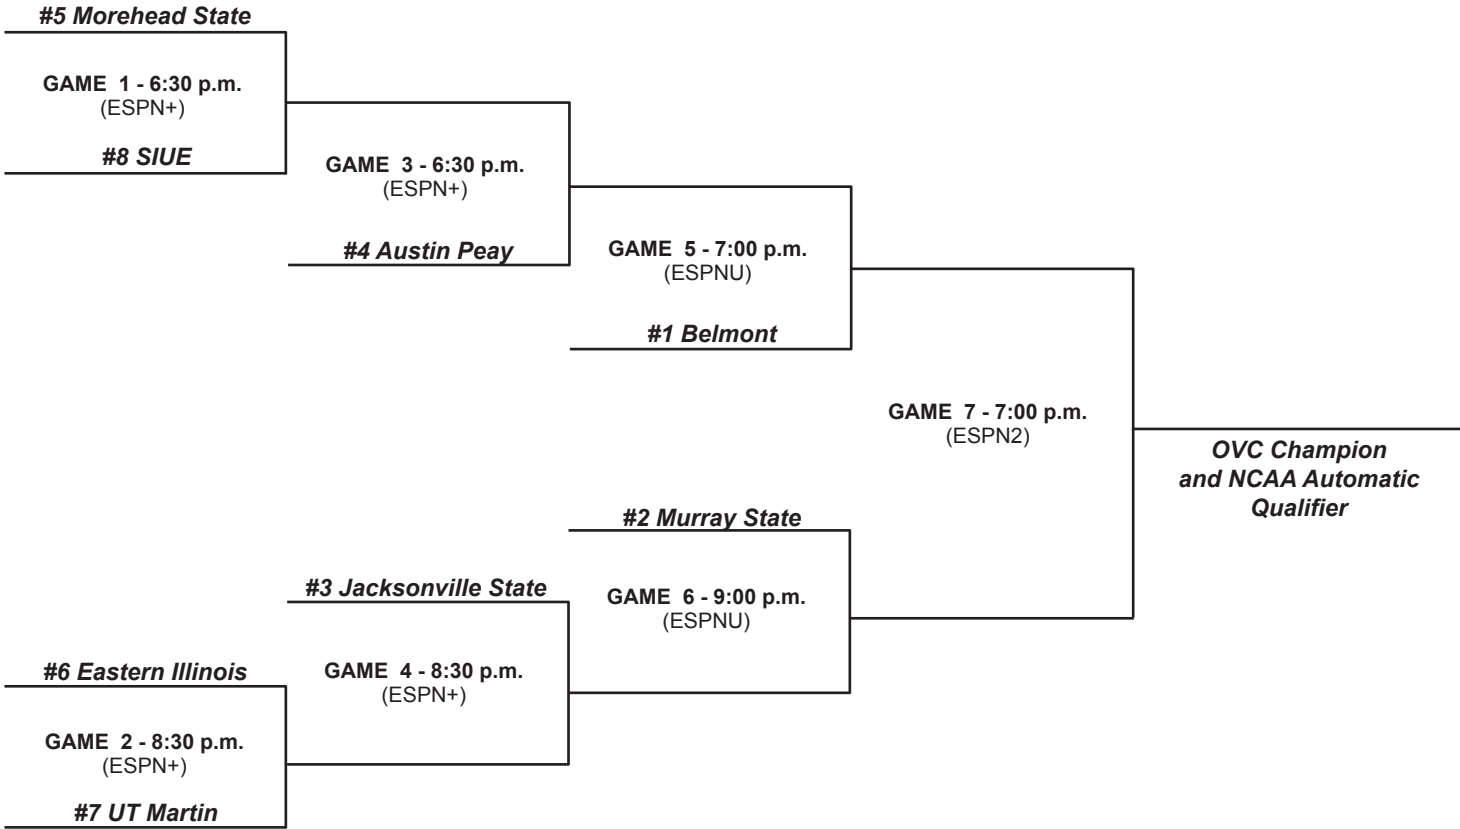 #5 Morehead State
GAME 1 - 6:30 p.m.
(ESPN+)
#8 SIUE
GAME 3 - 6:30 p.m.
(ESPN+)
#4 Austin Peay
GAME 5 - 7:00 p.m.
(ESPNU)
#1 Belmont
GAME 7 - 7:00 p.m.
(ESPN2)
OVC Champion
and NCAA Automatic
Qualifier
#2 Murray State
GAME 6 - 9:00 p.m.
(ESPNU)
#3 Jacksonville State
GAME 4 - 8:30 p.m.
(ESPN+)
#6 Eastern Illinois
GAME 2 - 8:30 p.m.
(ESPN+)
#7 UT Martin